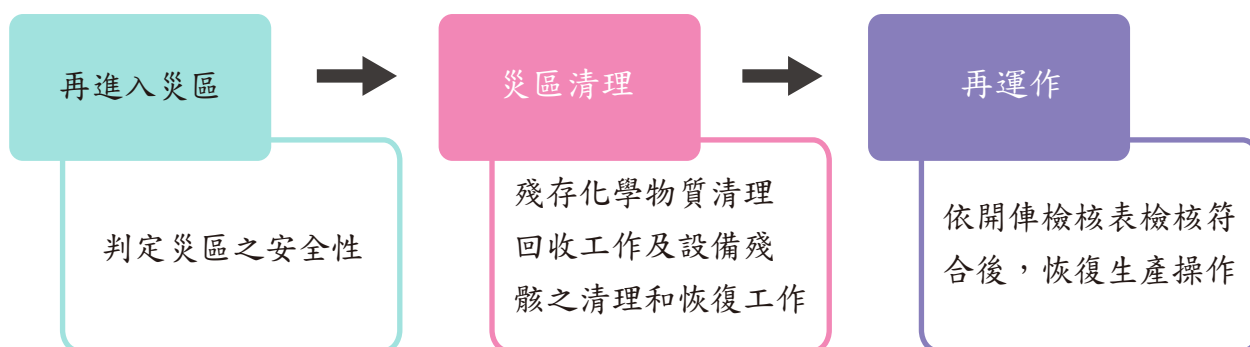 再進入災區
災區清理
再運作
判定災區之安全性
殘存化學物質清理
回收工作及設備殘
骸之清理和恢復工作
依開俥檢核表檢核符
合後，恢復生產操作